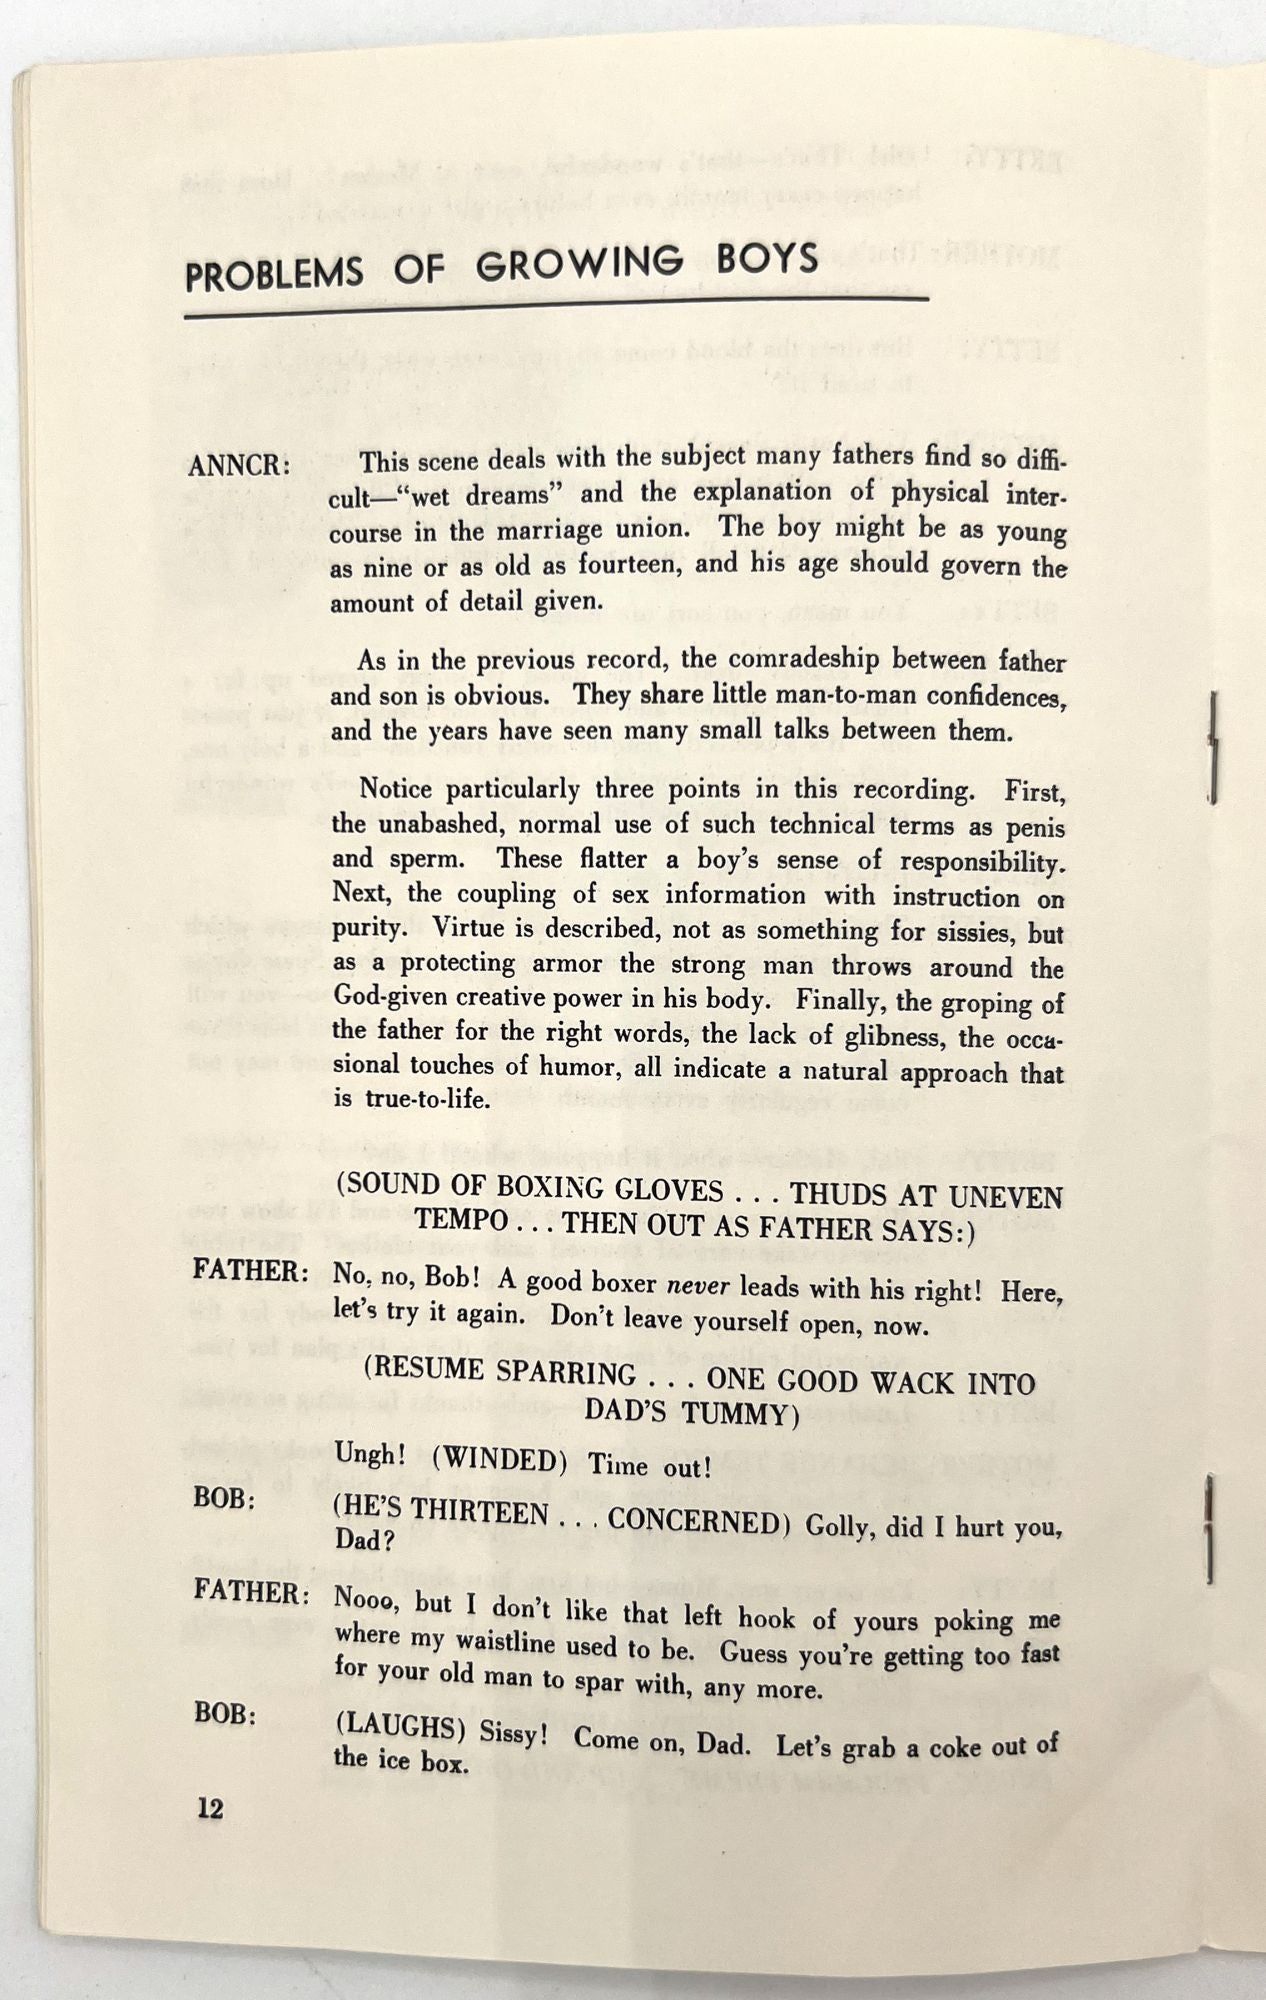 PROBLEMS OF GROWING BOYS
ANNCR: This scene deals with the subject many fathers find so diffi-
cult—“wet dreams” and the explanation of physical inter-
course in the marriage union. The boy might be as young
as nine or as old as fourteen, and his age should govern the
amount of detail given.
As in the previous record, the comradeship between father
and son is obvious. They share little man-to-man confidences,
and the years have seen many small talks between them.
Notice particularly three points in this recording. First,
the unabashed, normal use of such technical terms as penis
and sperm. These flatter a boy's sense of responsibility.
Next, the coupling of sex information with instruction on
purity. Virtue is described, not as something for sissies, but
as a protecting armor the strong man throws around the
God-given creative power in his body. Finally, the groping of
the father for the right words, the lack of glibness, the occa-
sional touches of humor, all indicate a natural approach that
is true-to-life.
(SOUND OF BOXING GLOVES . . . THUDS AT UNEVEN
TEMPO . . . THEN OUT AS FATHER SAYS:)
FATHER: No, no, Bob! A good boxer never leads with his right! Here,
let's try it again. Don't leave yourself open, now.
(RESUME SPARRING . . . ONE GOOD WACK INTO
DAD'S TUMMY)
Ungh! (WINDED) Time out!
BOB: (HE'S THIRTEEN . . . CONCERNED) Golly, did I hurt you,
Dad?
FATHER: Nooo, but I don't like that left hook of yours poking me
where my waistline used to be. Guess you're getting too fast
for your old man to spar with, any more.
BOB: (LAUGHS) Sissy! Come on, Dad. Let's grab a coke out of
the ice box.
12